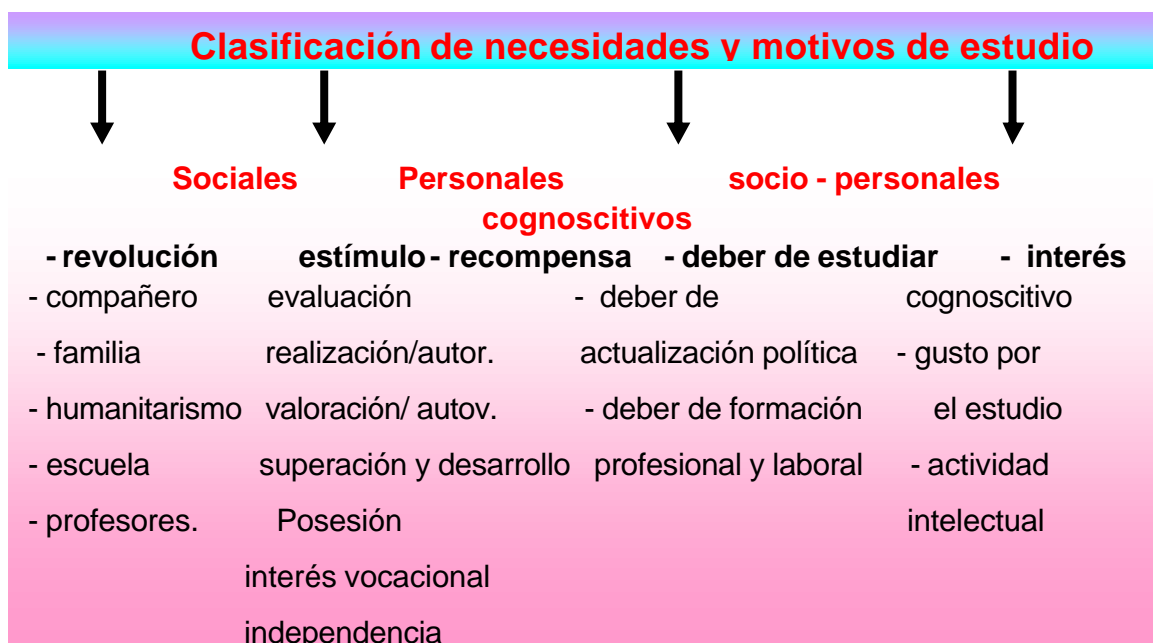 Clasificación de necesidades y motivos de estudio
Sociales Personales socio - personales
cognoscitivos
- revolución estímulo - recompensa - deber de estudiar - interés
- compañero evaluación - deber de cognoscitivo
- familia realización/autor. actualización política - gusto por
- humanitarismo valoración/ autov. - deber de formación el estudio
- escuela superación y desarrollo profesional y laboral - actividad
- profesores. Posesión intelectual
interés vocacional
independencia